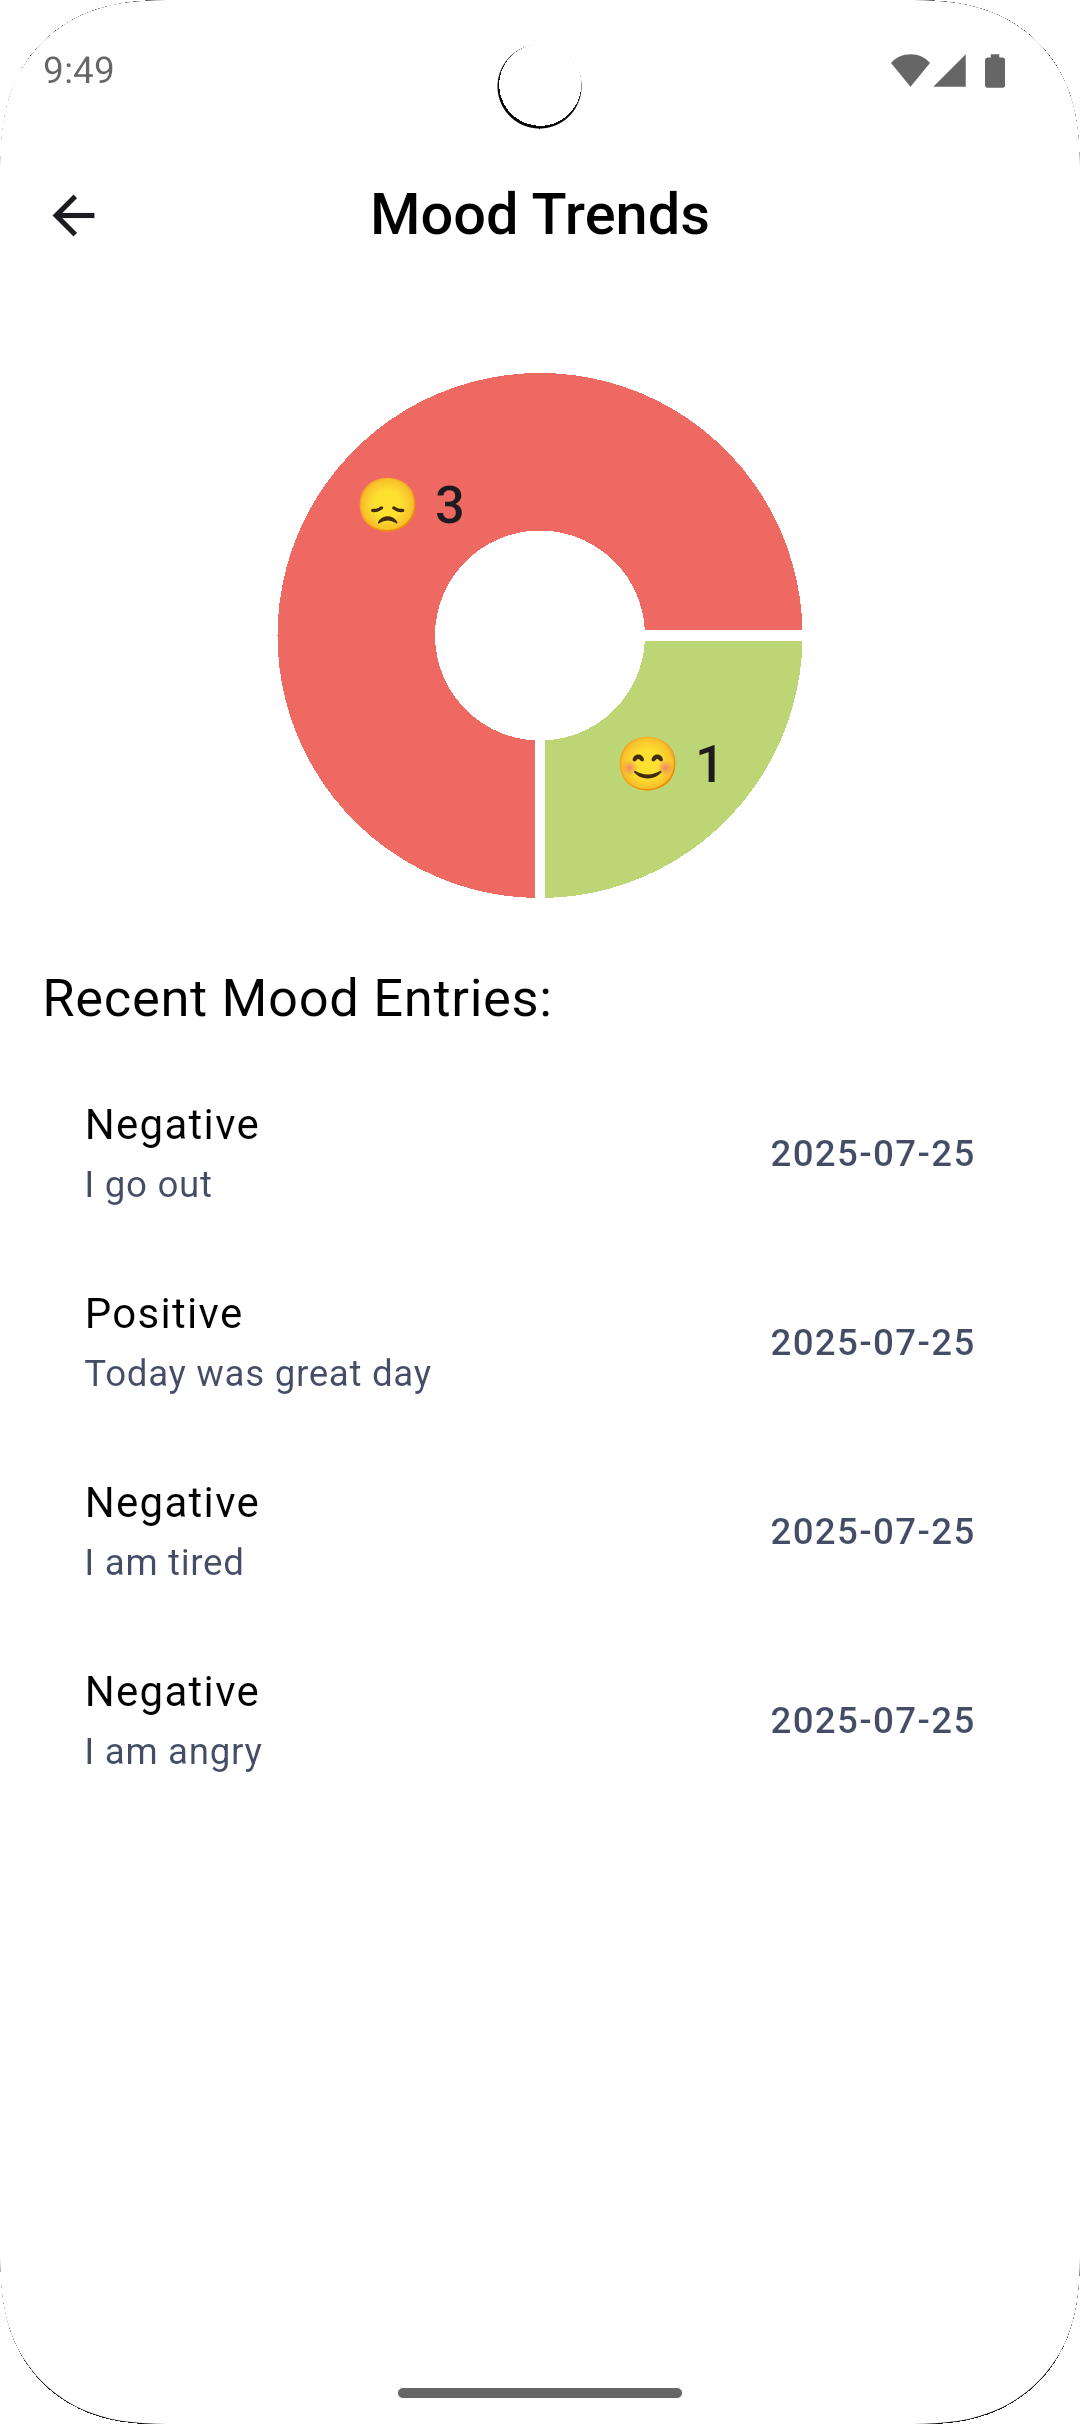 9:49
Mood Trends
😞 3
😊 1
Recent Mood Entries:
Negative
I go out
2025-07-25
Positive
Today was great day
2025-07-25
Negative
I am tired
2025-07-25
Negative
I am angry
2025-07-25